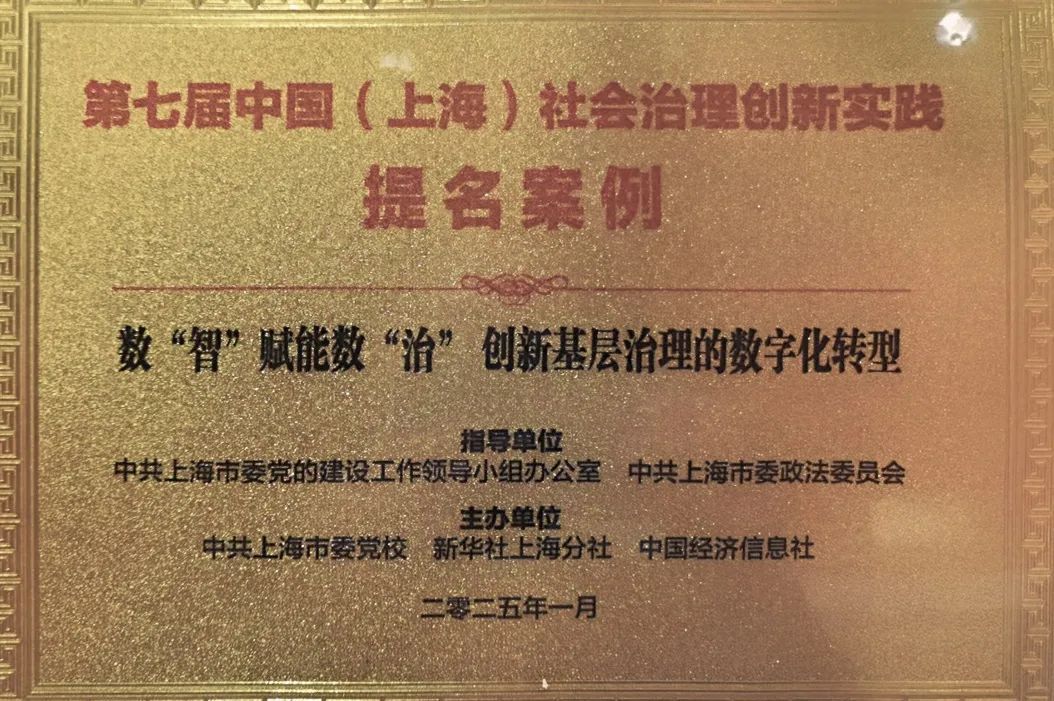 第七届中国（上海）社会治理创新实践
提名案例
数“智”赋能数“治” 创新基层治理的数字化转型
指导单位
中共上海市委党的建设工作领导小组办公室 中共上海市委政法委员会
主办单位
中共上海市委党校 新华社上海分社 中国经济信息社
二零二五年一月